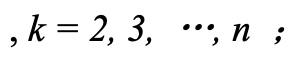 , k = 2, 3, ⋯, n ；